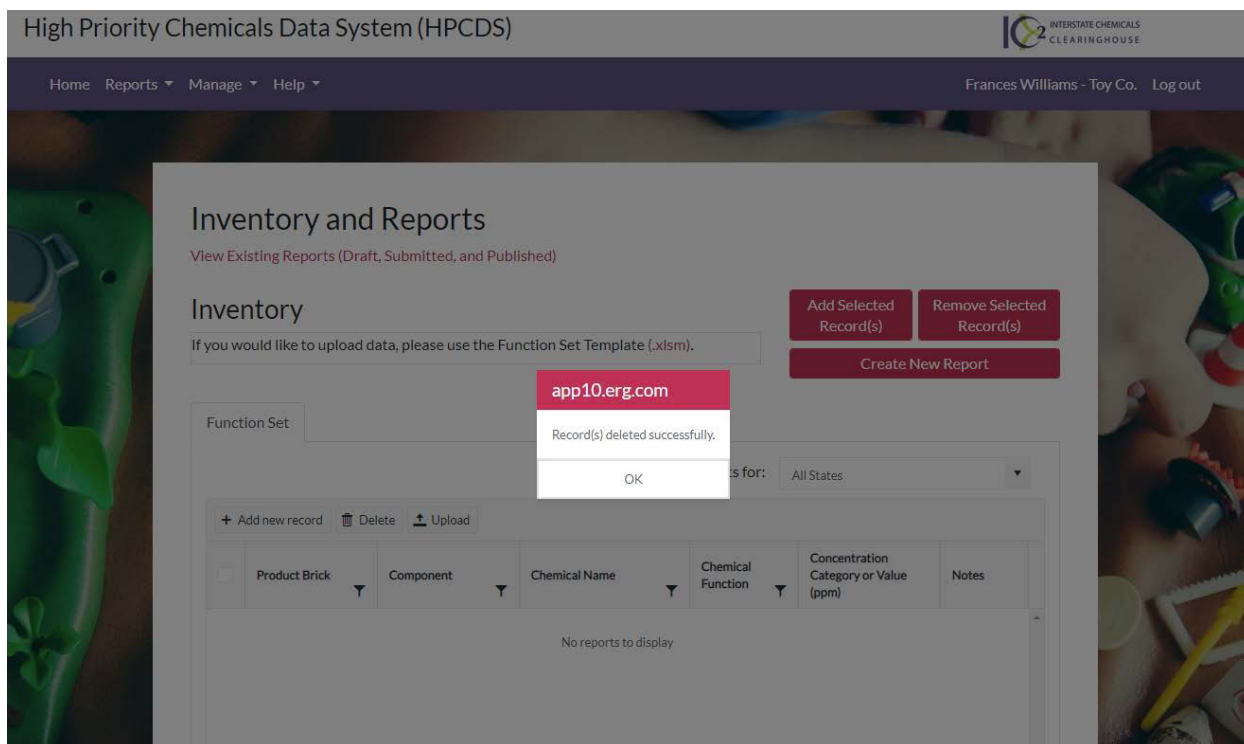 High Priority Chemicals Data System (HPCDS)
IC2 INTERSTATE CHEMICALS
CLEARINGHOUSE
Home Reports Manage Help Frances Williams - Toy Co. Log out
Inventory and Reports
View Existing Reports (Draft, Submitted, and Published)
Inventory
If you would like to upload data, please use the Function Set Template (.xlsm).
Add Selected
Record(s)
Remove Selected
Record(s)
Create New Report
app10.erg.com
Record(s) deleted successfully.
OK
Function Set
for:
All States
+ Add new record Delete Upload
Product Brick
Component
Chemical Name
Chemical
Function
Concentration
Category or Value
(ppm)
Notes
No reports to display